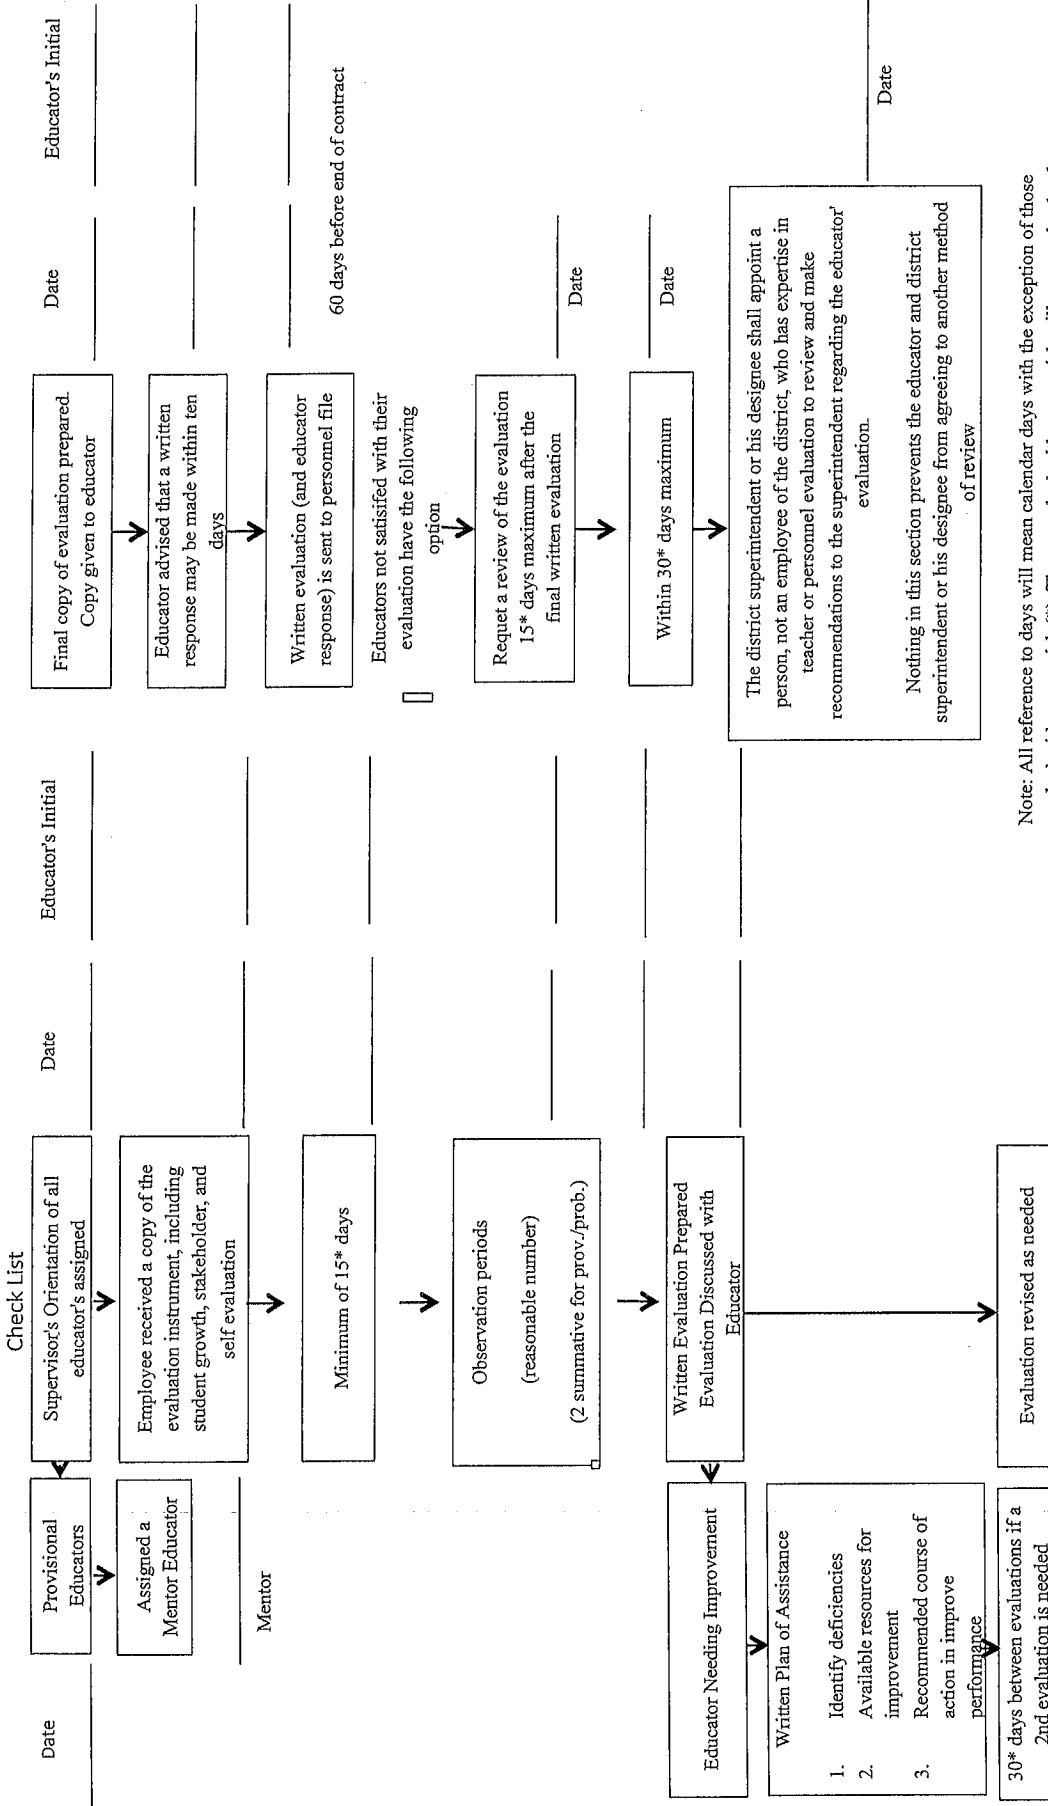 Check List
Date
Date
Educator's Initial
Provisional
Educators
Supervisor's Orientation of all
educator's assigned
Assigned a
Mentor Educator
Mentor
Employee received a copy of the
evaluation instrument, including
student growth, stakeholder, and
self evaluation
Minimum of 15* days
Observation periods
(reasonable number)
(2 summative for prov./prob.)
Written Evaluation Prepared
Evaluation Discussed with
Educator
Educator Needing Improvement
Written Plan of Assistance
1. Identify deficiencies
2. Available resources for
improvement
3. Recommended course of
action in improve
performance
30* days between evaluations if a
2nd evaluation is needed
Evaluation revised as needed
Date
Educator's Initial
Final copy of evaluation prepared.
Copy given to educator
Educator advised that a written
response may be made within ten
days
Written evaluation (and educator
response) is sent to personnel file
60 days before end of contract
Educators not satisifed with their
evaluation have the following
option
Requet a review of the evaluation
15* days maximum after the
final written evaluation
Date
Within 30* days maximum
Date
The district superintendent or his designee shall appoint a
person, not an employee of the district, who has expertise in
teacher or personnel evaluation to review and make
recommendations to the superintendent regarding the educator'
evaluation.
Nothing in this section prevents the educator and district
superintendent or his designee from agreeing to another method
of review
Date
Note: All reference to days will mean calendar days with the exception of those